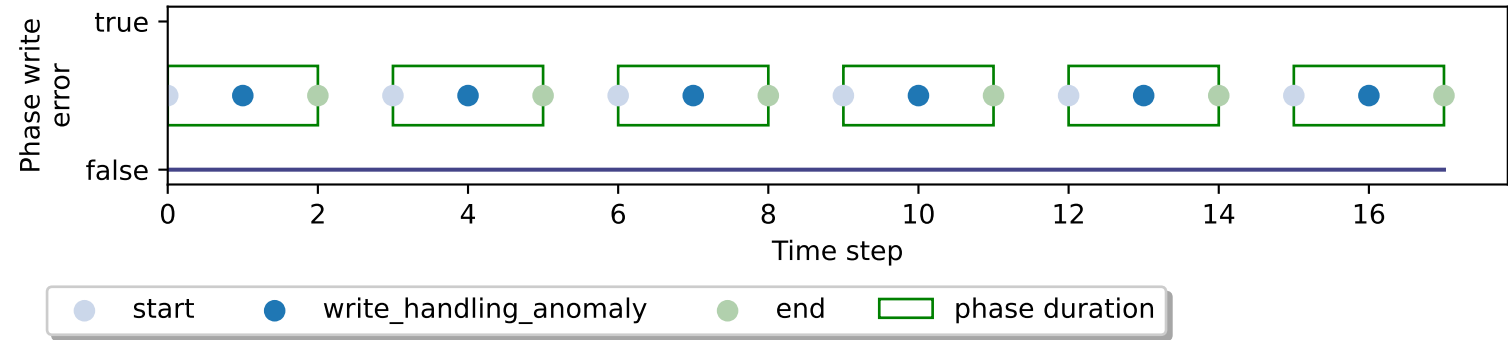 Phase write
error
true
false
0 2 4 6 8 10 12 14 16
Time step
start write_handling_anomaly end phase duration